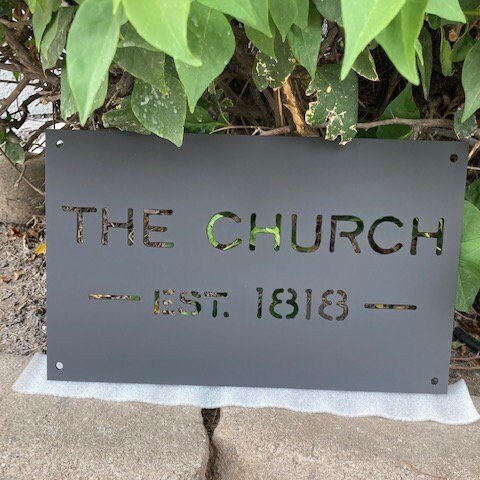 THE CHURCH
— EST. 1818 —